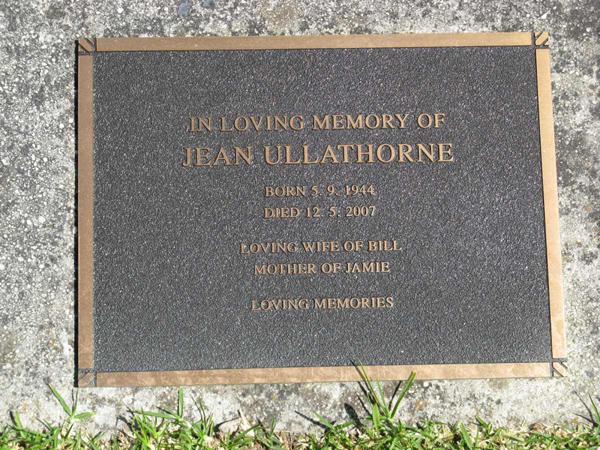 IN LOVING MEMORY OF
JEAN ULLATHORNE
BORN 5. 9. 1944
DIED 12. 5. 2007
LOVING WIFE OF BILL
MOTHER OF JAMIE
LOVING MEMORIES